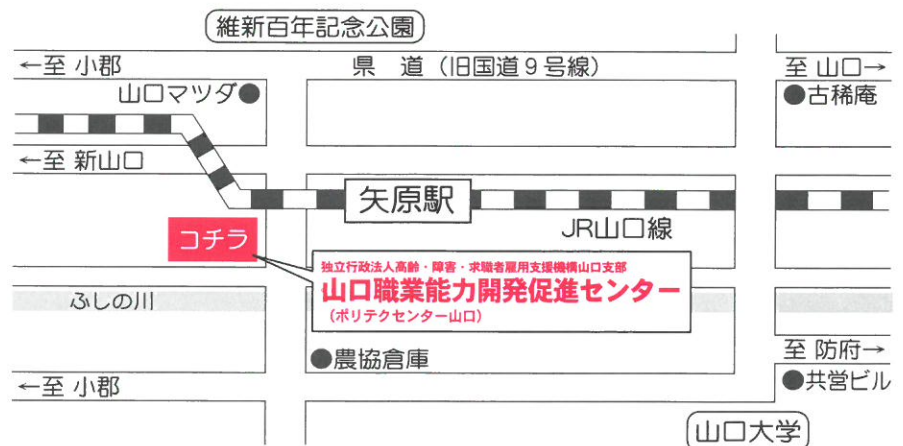 維新百年記念公園
←至 小郡
県 道 (旧国道9号線)
至 山口→
山口マツダ●
●古稀庵
←至 新山口
矢原駅
JR山口線
コチラ
独立行政法人高齢・障害・求職者雇用支援機構山口支部
山口職業能力開発促進センター
(ポリテクセンター山口)
ふしの川
●農協倉庫
至 防府→
←至 小郡
●共営ビル
山口大学